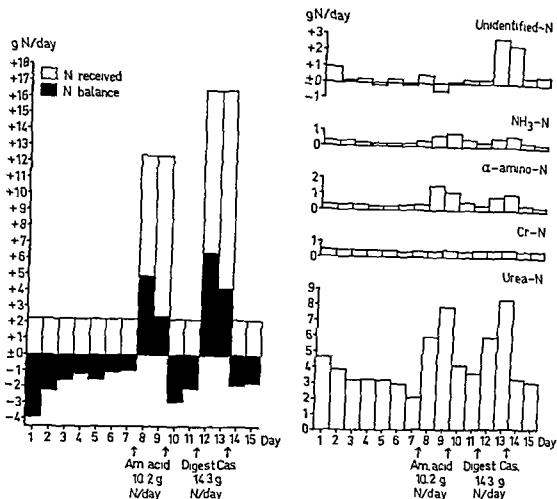 gN/day
+18
+17
+16
+15
+14
+13
+12
+11
+10
+9
+8
+7
+6
+5
+4
+3
+2
+1
±0
-1
-2
-3
-4
N received
N balance
1 2 3 4 5 6 7 8 9 10 11 12 13 14 15 Day
↑ ↑ ↑ ↑
Am. acid Digest Cas.
10.2 g 14.3 g
N/day N/day
gN/day
Unidentified-N
+3
+2
+1
±0
-1
NH3-N
1
0
α-amino-N
2
1
0
Cr-N
1
0
Urea-N
9
8
7
6
5
4
3
2
1
0
1 2 3 4 5 6 7 8 9 10 11 12 13 14 15 Day
↑ ↑ ↑ ↑
Am.acid Digest Cas.
10.2 g 14.3 g
N/day N/day